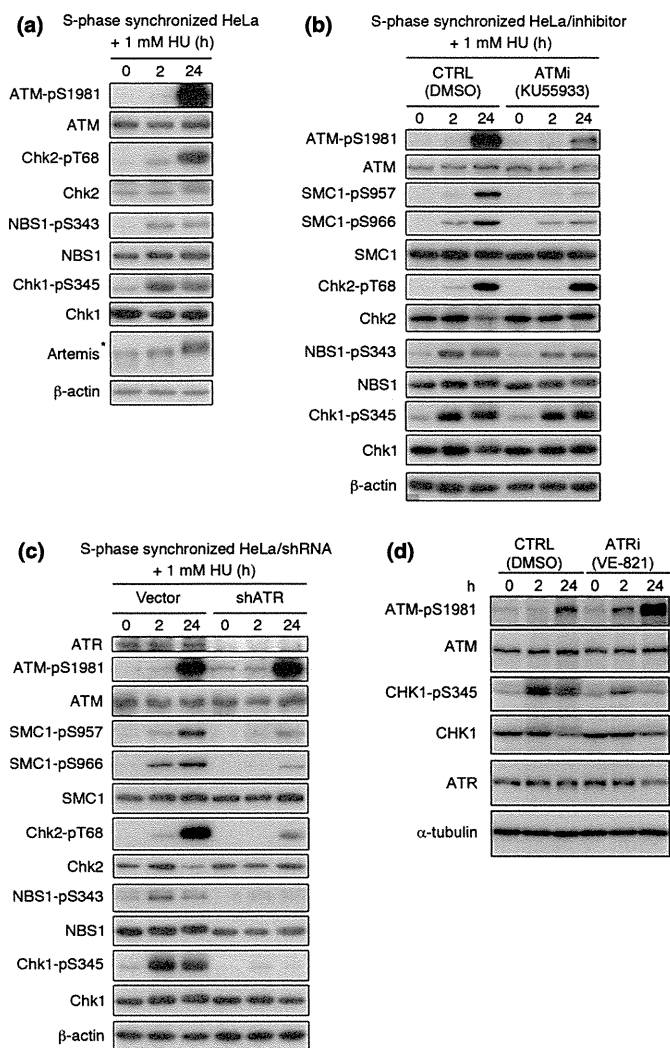 (a)
S-phase synchronized HeLa
+ 1 mM HU (h)
0 2 24
ATM-pS1981
ATM
Chk2-pT68
Chk2
NBS1-pS343
NBS1
Chk1-pS345
Chk1
Artemis*
β-actin
(b)
S-phase synchronized HeLa/inhibitor
+ 1 mM HU (h)
CTRL ATMi
(DMSO) (KU55933)
0 2 24 0 2 24
ATM-pS1981
ATM
SMC1-pS957
SMC1-pS966
SMC1
Chk2-pT68
Chk2
NBS1-pS343
NBS1
Chk1-pS345
Chk1
β-actin
(c)
S-phase synchronized HeLa/shRNA
+ 1 mM HU (h)
Vector shATR
0 2 24 0 2 24
ATR
ATM-pS1981
ATM
SMC1-pS957
SMC1-pS966
SMC1
Chk2-pT68
Chk2
NBS1-pS343
NBS1
Chk1-pS345
Chk1
β-actin
(d)
CTRL ATRi
(DMSO) (VE-821)
h 0 2 24 0 2 24
ATM-pS1981
ATM
CHK1-pS345
CHK1
ATR
α-tubulin